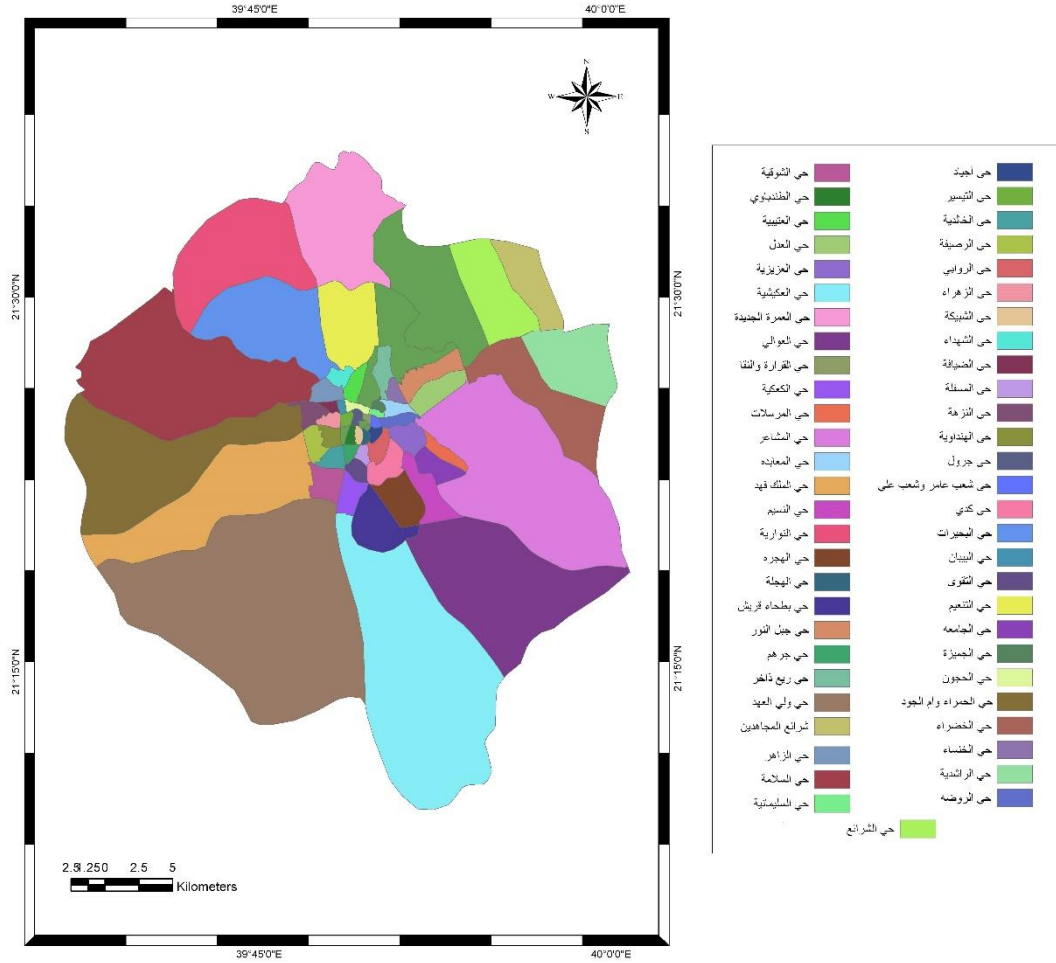 39°45'0"E
40°0'0"E
N
W
E
S
21°30'0"N
21°30'0"N
21°15'0"N
21°15'0"N
2.5 1.25 0 2.5 5
Kilometers
39°45'0"E
40°0'0"E
حي أجياد
حي التيسير
حي الخالدية
حي الرصيفة
حي الروابي
حي الزهراء
حي الشبيكة
حي الشهداء
حي الضيافة
حي المسفلة
حي النزهة
حي الهنداوية
حي جرول
حي شعب عامر وشعب علي
حي كدي
حي البحيرات
حي البيبان
حي التقوى
حي التنعيم
حي الجامعه
حي الجميزة
حي الحجون
حي الحمراء وام الجود
حي الخضراء
حي الخنساء
حي الراشدية
حي الروضه
حي الشوقية
حي الطندباوي
حي العتيبية
حي العدل
حي العزيزية
حي العكيشية
حي العمرة الجديدة
حي العوالي
حي القرارة والنقا
حي الكعكية
حي المرسلات
حي المشاعر
حي المعابده
حي الملك فهد
حي النسيم
حي النوارية
حي الهجره
حي الهجلة
حي بطحاء قريش
حي جبل النور
حي جرهم
حي ريع ذاخر
حي ولي العهد
شرائع المجاهدين
حي الزاهر
حي السلامة
حي السليمانية
حي الشرائع